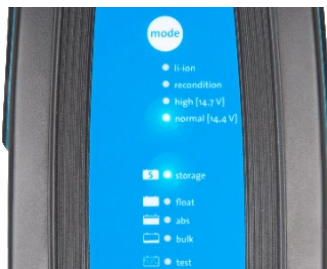 mode
li-ion
recondition
high [14.7 V]
normal [14.4 V]
S storage
float
abs
bulk
test